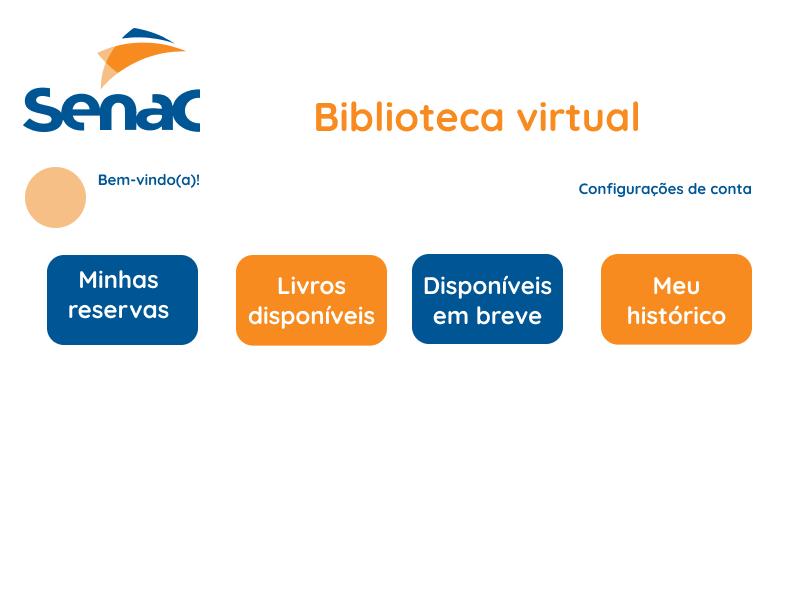 Senac
Biblioteca virtual
Bem-vindo(a)!
Configurações de conta
Minhas
reservas
Livros
disponíveis
Disponíveis
em breve
Meu
histórico